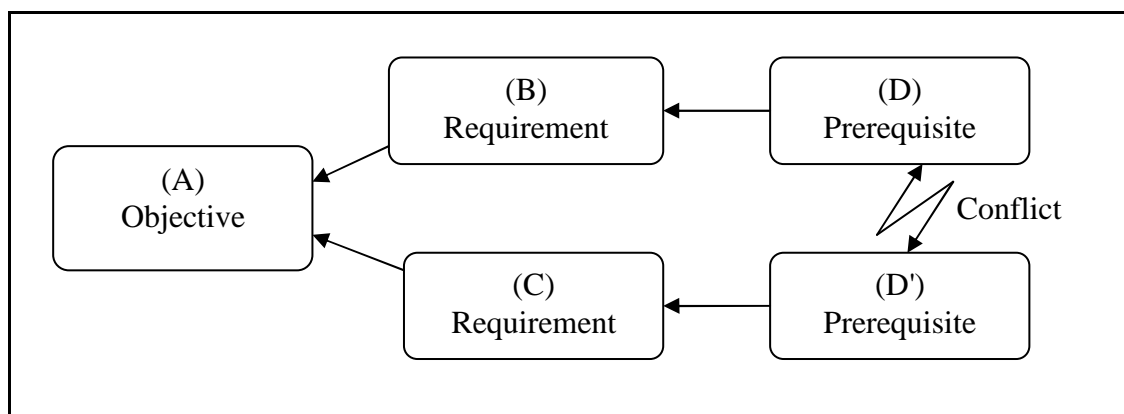 (A)
Objective
(B)
Requirement
(D)
Prerequisite
Conflict
(C)
Requirement
(D')
Prerequisite